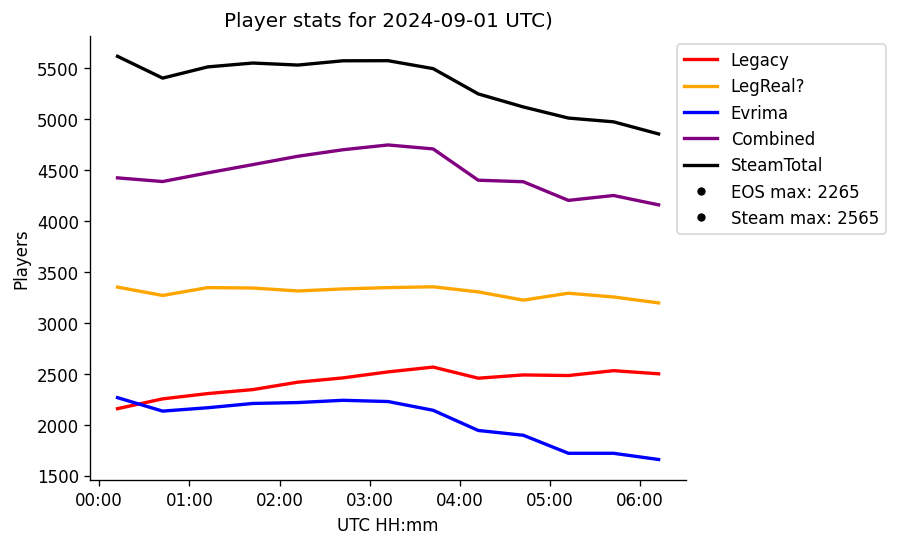 Player stats for 2024-09-01 UTC)
Legacy
LegReal?
Evrima
Combined
SteamTotal
EOS max: 2265
Steam max: 2565
Players
5500
5000
4500
4000
3500
3000
2500
2000
1500
00:00 01:00 02:00 03:00 04:00 05:00 06:00
UTC HH:mm